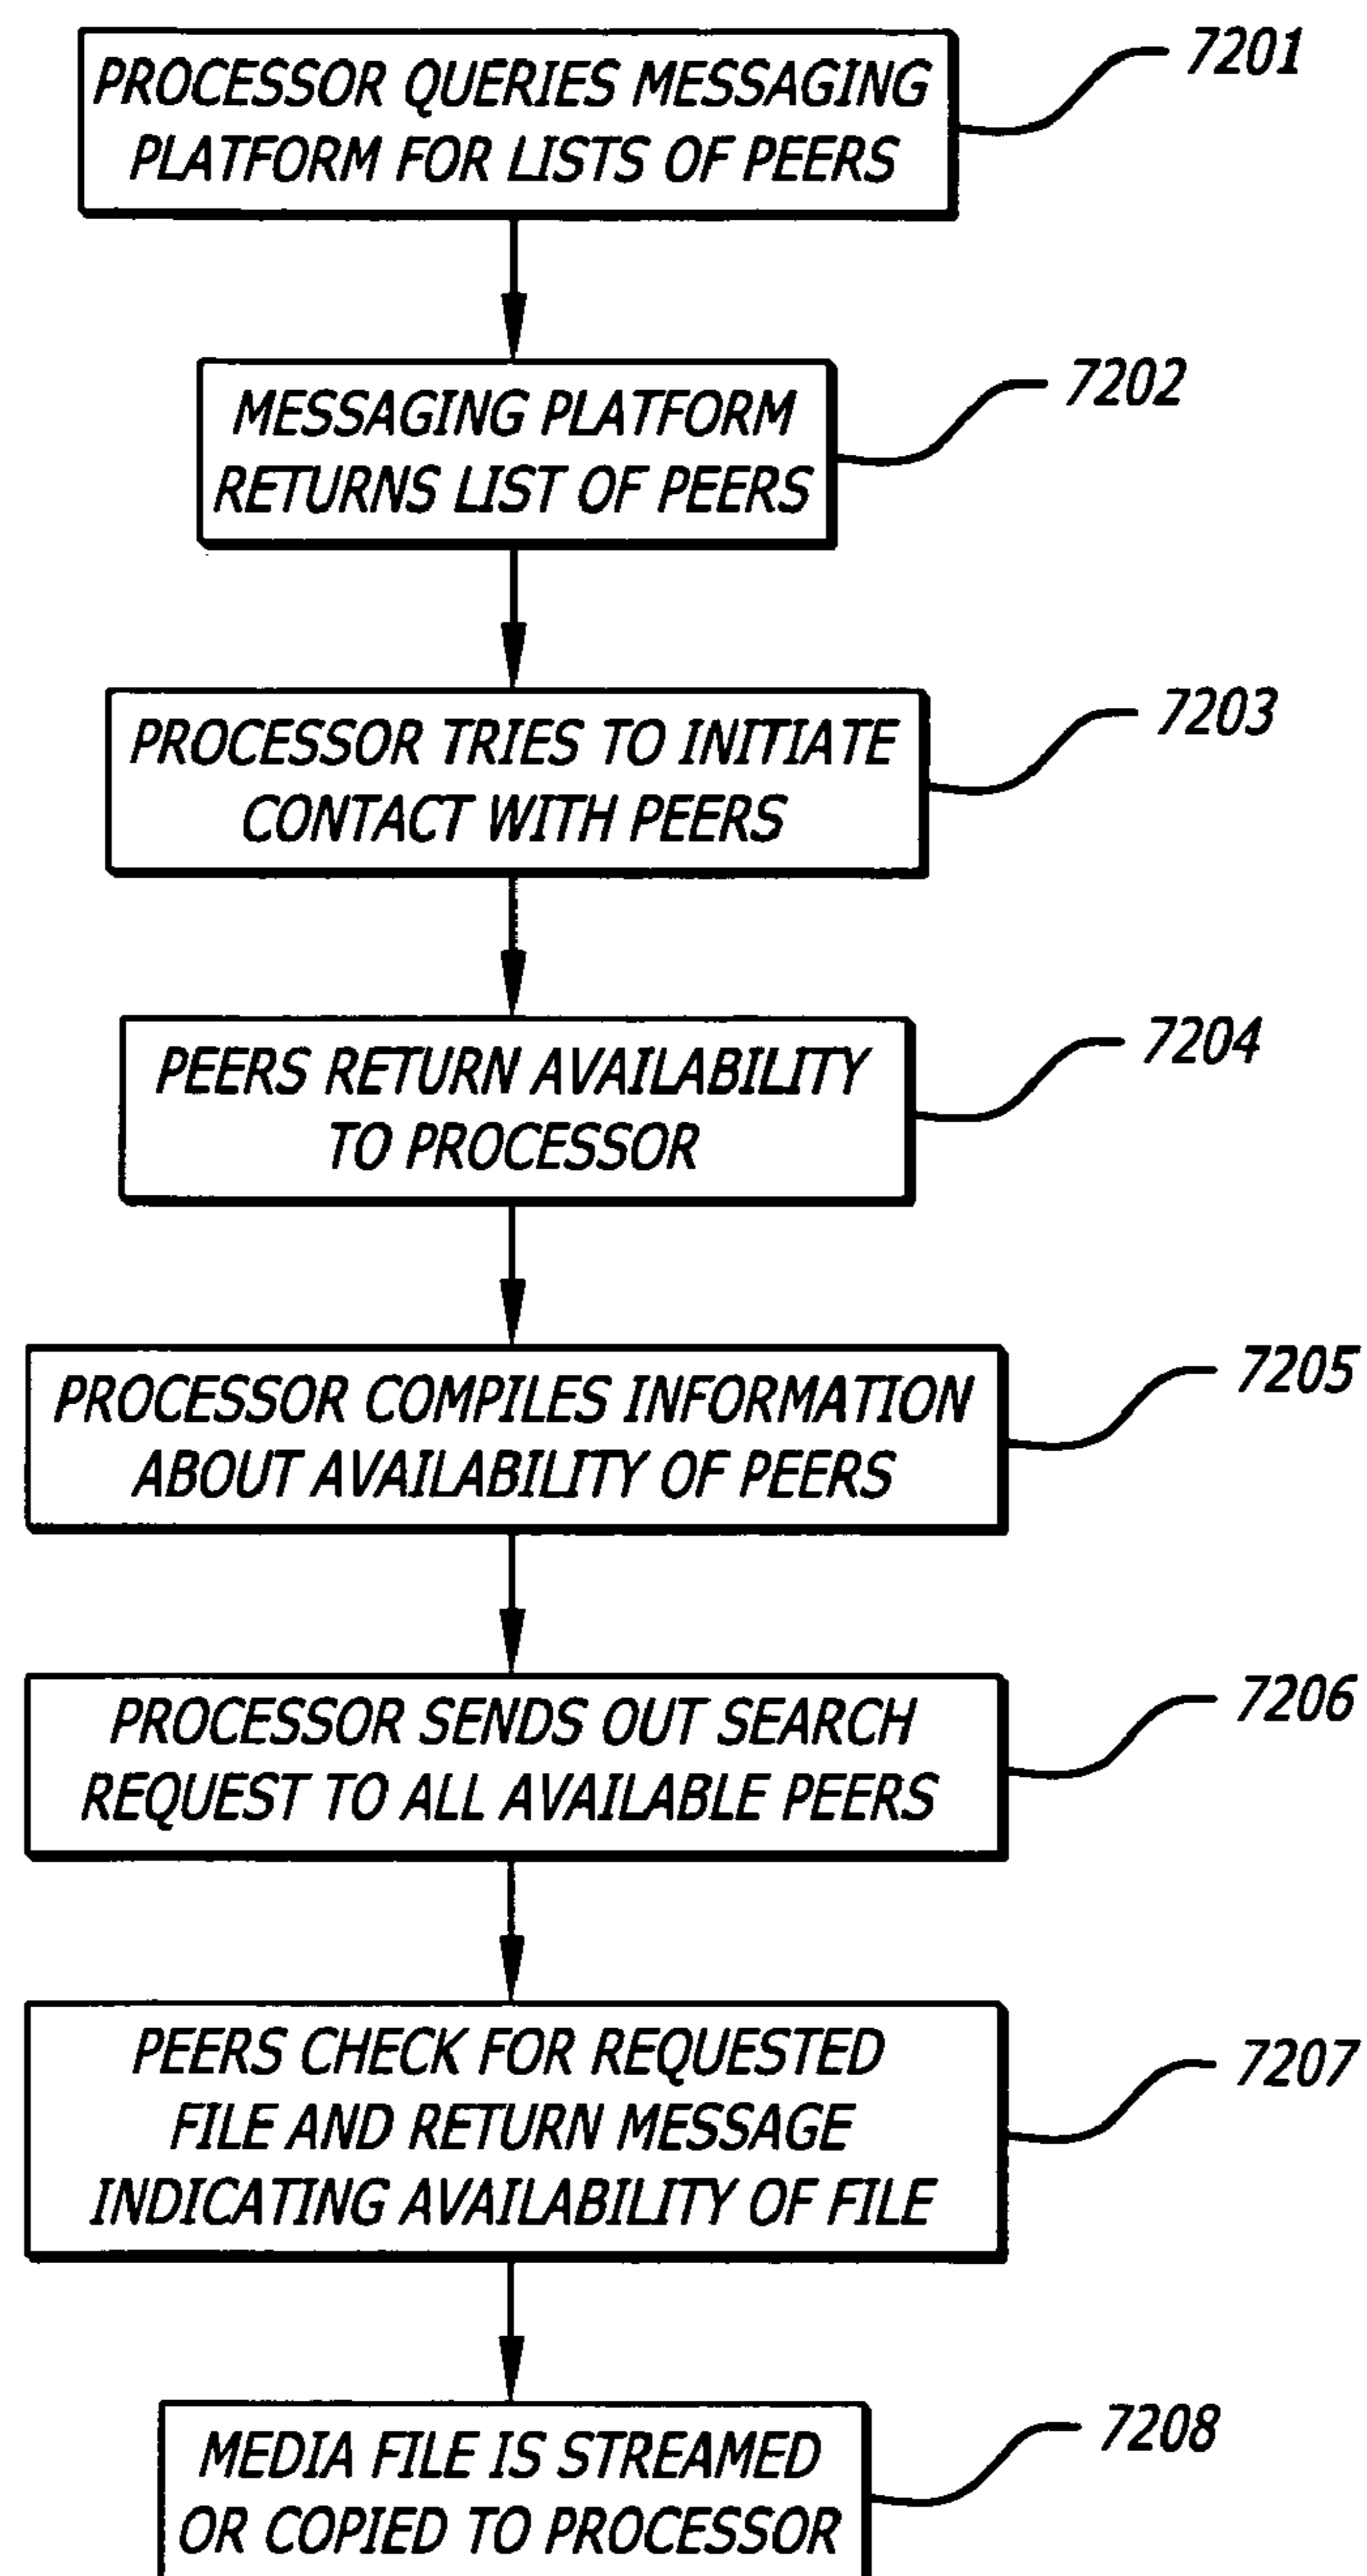 PROCESSOR QUERIES MESSAGING
PLATFORM FOR LISTS OF PEERS
7201
MESSAGING PLATFORM
RETURNS LIST OF PEERS
7202
PROCESSOR TRIES TO INITIATE
CONTACT WITH PEERS
7203
PEERS RETURN AVAILABILITY
TO PROCESSOR
7204
PROCESSOR COMPILES INFORMATION
ABOUT AVAILABILITY OF PEERS
7205
PROCESSOR SENDS OUT SEARCH
REQUEST TO ALL AVAILABLE PEERS
7206
PEERS CHECK FOR REQUESTED
FILE AND RETURN MESSAGE
INDICATING AVAILABILITY OF FILE
7207
MEDIA FILE IS STREAMED
OR COPIED TO PROCESSOR
7208